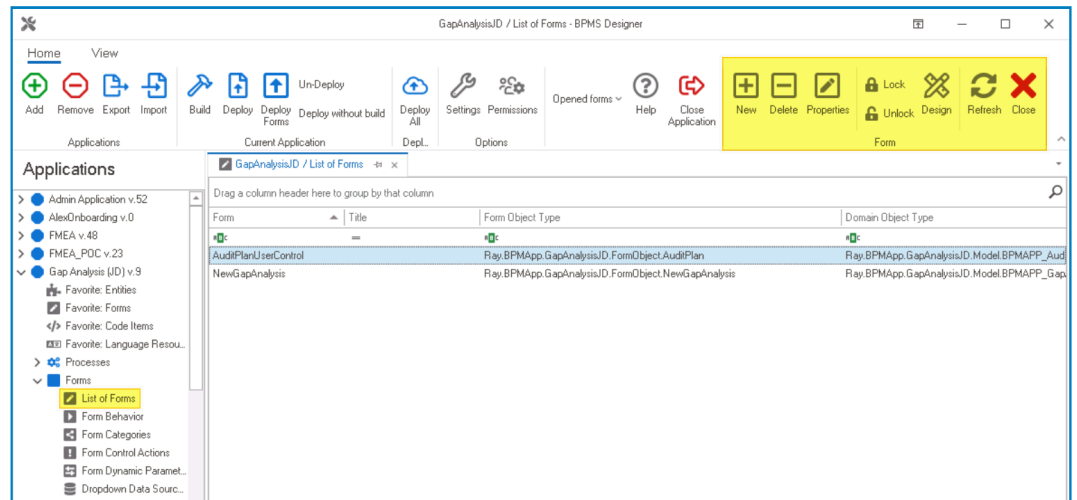 GapAnalysisJD / List of Forms - BPMS Designer
Home View
Add Remove Export Import Build Deploy Deploy Forms Un-Deploy Deploy without build Deploy All Settings Permissions Opened forms Help Close Application New Delete Properties Lock Unlock Design Refresh Close
Applications Current Application Depl... Options Form
Applications
GapAnalysisJD / List of Forms
Drag a column header here to group by that column
Form Title Form Object Type Domain Object Type
AuditPlanUserControl Ray.BPMApp.GapAnalysisJD.FormObject.AuditPlan Ray.BPMApp.GapAnalysisJD.Model.BPMAPP_Aud
NewGapAnalysis Ray.BPMApp.GapAnalysisJD.FormObject.NewGapAnalysis Ray.BPMApp.GapAnalysisJD.Model.BPMAPP_Gap
Admin Application v.52
AlexOnboarding v.0
FMEA v.48
FMEA_POC v.23
Gap Analysis (JD) v.9
Favorite: Entities
Favorite: Forms
Favorite: Code Items
Favorite: Language Resou...
Processes
Forms
List of Forms
Form Behavior
Form Categories
Form Control Actions
Form Dynamic Paramet...
Dropdown Data Sourc...